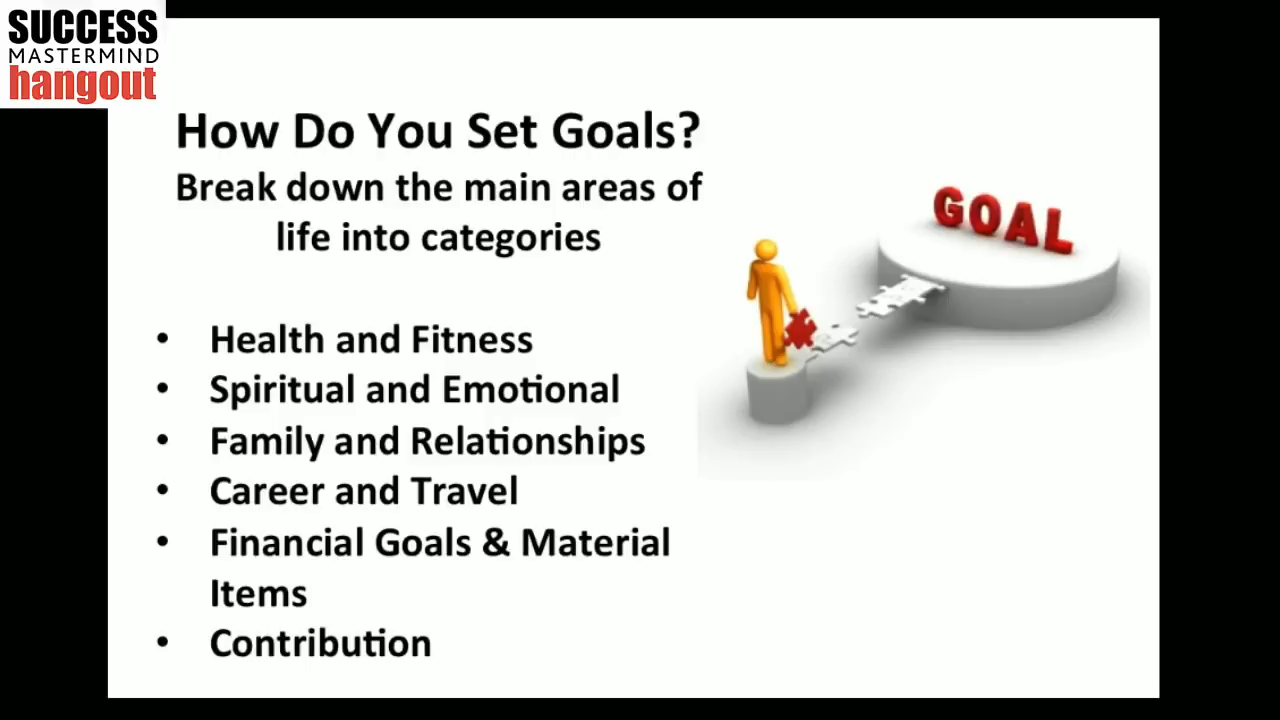 SUCCESS
MASTERMIND
hangout
How Do You Set Goals?
Break down the main areas of
life into categories
GOAL
• Health and Fitness
• Spiritual and Emotional
• Family and Relationships
• Career and Travel
• Financial Goals & Material
Items
• Contribution